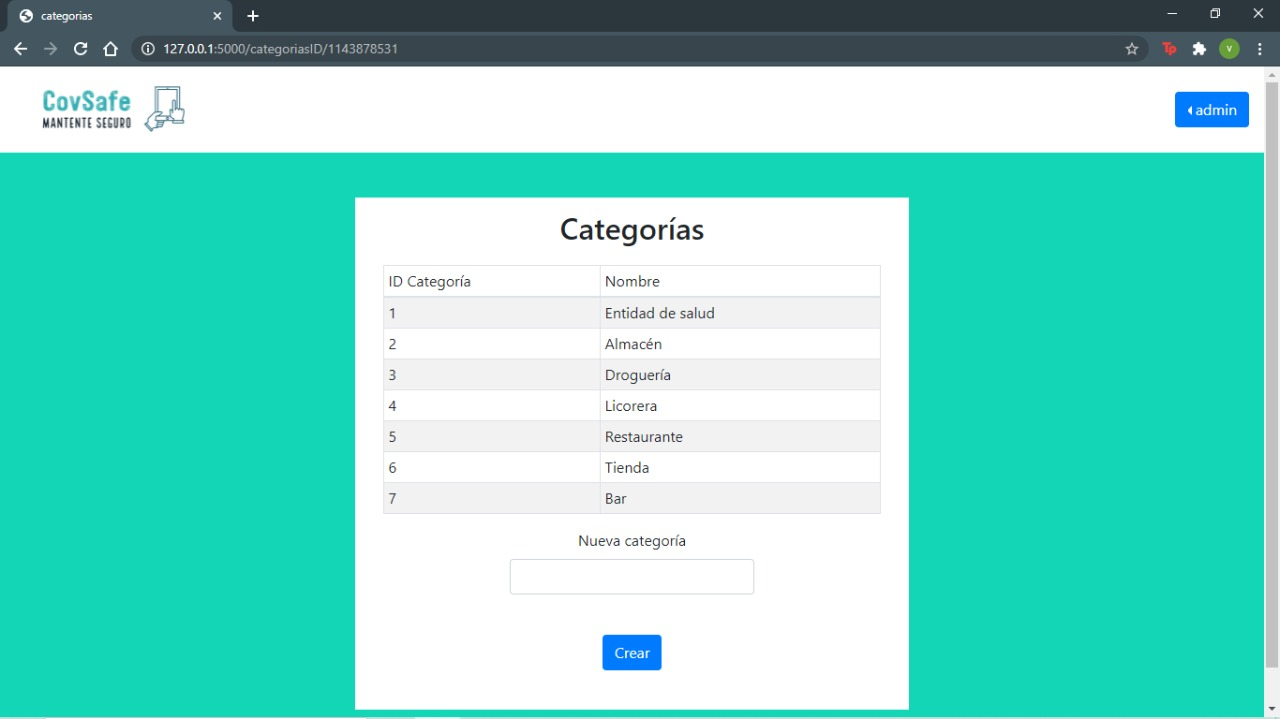 categorias
127.0.0.1:5000/categoriasID/1143878531
Tp
V
CovSafe
MANTENTE SEGURO
admin
Categorías
ID Categoría Nombre
1 Entidad de salud
2 Almacén
3 Droguería
4 Licorera
5 Restaurante
6 Tienda
7 Bar
Nueva categoría
Crear